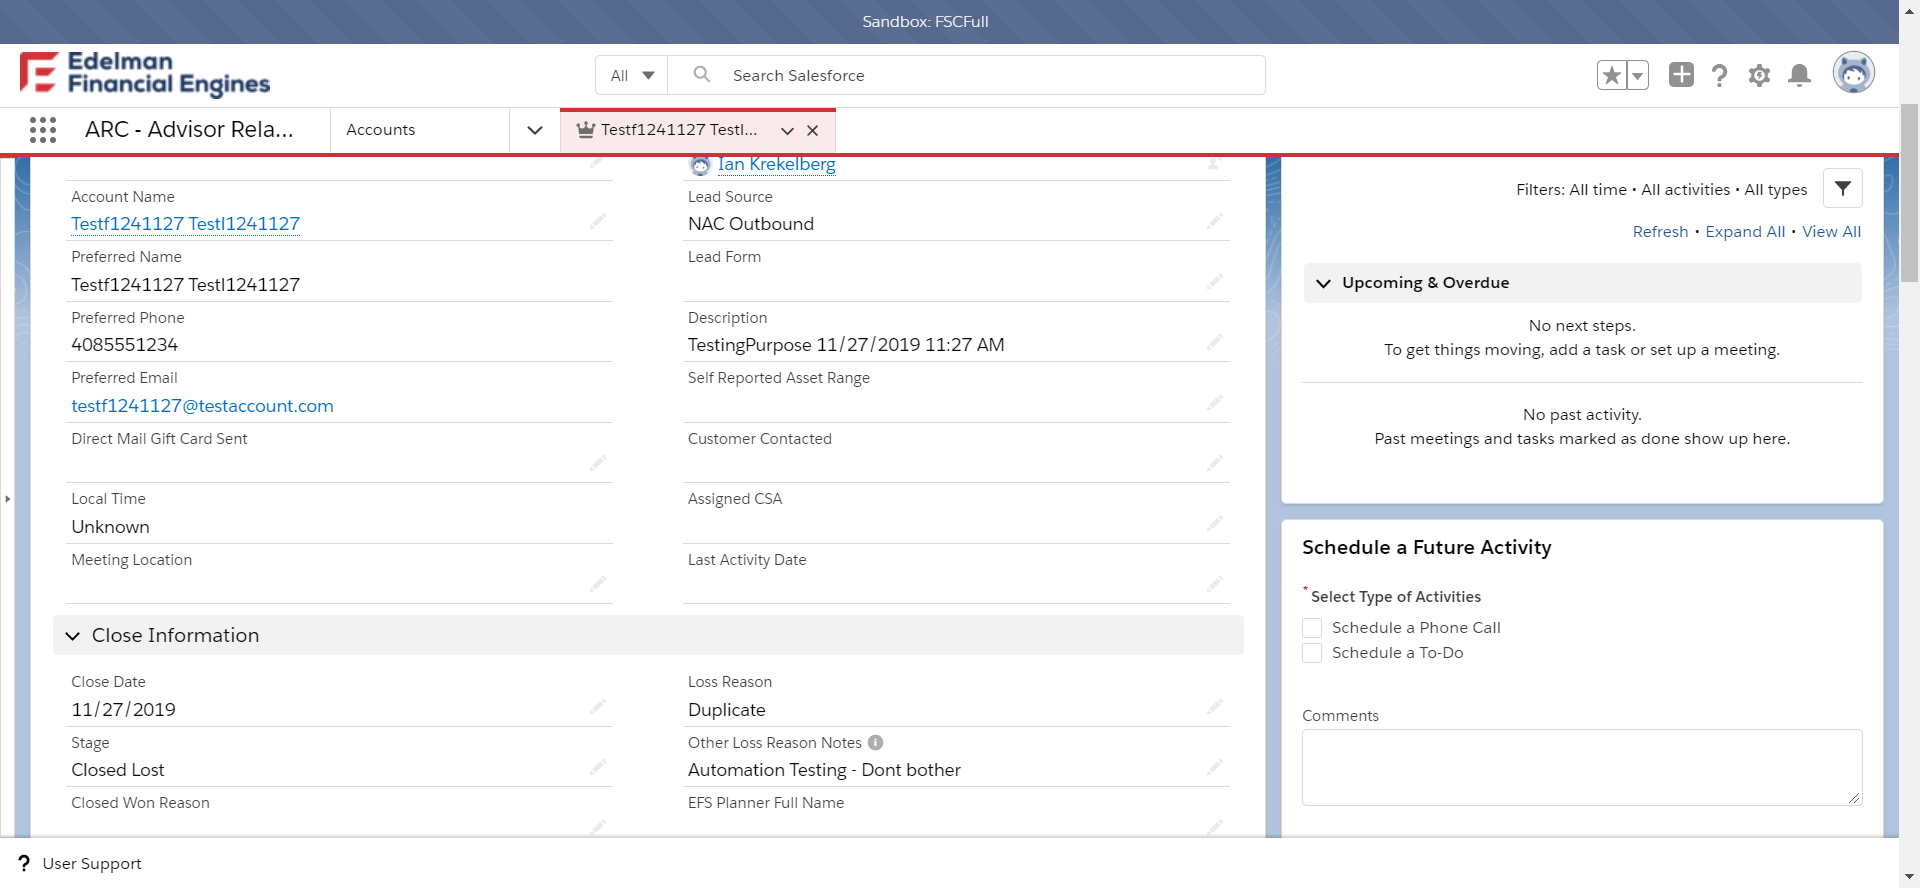 Sandbox: FSCFull
Edelman
Financial Engines
All
Search Salesforce
ARC - Advisor Rela...
Accounts
Testf1241127 Testl...
Ian Krekelberg
Account Name
Testf1241127 Testl1241127
Lead Source
NAC Outbound
Preferred Name
Testf1241127 Testl1241127
Lead Form
Preferred Phone
4085551234
Description
TestingPurpose 11/27/2019 11:27 AM
Preferred Email
testf1241127@testaccount.com
Self Reported Asset Range
Direct Mail Gift Card Sent
Customer Contacted
Local Time
Unknown
Assigned CSA
Meeting Location
Last Activity Date
Close Information
Close Date
11/27/2019
Loss Reason
Duplicate
Stage
Closed Lost
Other Loss Reason Notes
Automation Testing - Dont bother
Closed Won Reason
EFS Planner Full Name
Filters: All time • All activities • All types
Refresh • Expand All • View All
Upcoming & Overdue
No next steps.
To get things moving, add a task or set up a meeting.
No past activity.
Past meetings and tasks marked as done show up here.
Schedule a Future Activity
* Select Type of Activities
Schedule a Phone Call
Schedule a To-Do
Comments
? User Support